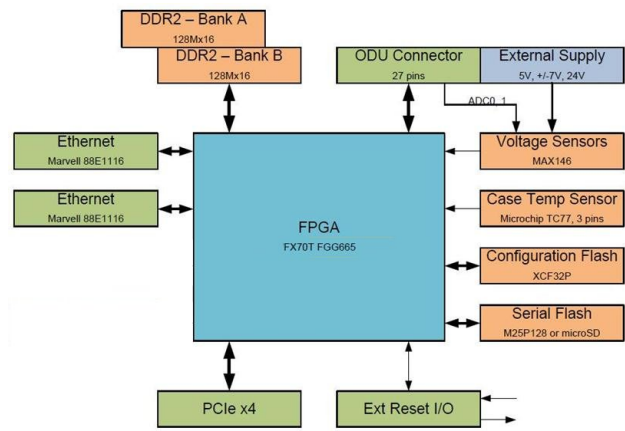 DDR2 – Bank A
128Mx16
DDR2 – Bank B
128Mx16
ODU Connector
27 pins
External Supply
5V, +/-7V, 24V
ADC0, 1
Ethernet
Marvell 88E1116
Voltage Sensors
MAX146
Ethernet
Marvell 88E1116
Case Temp Sensor
Microchip TC77, 3 pins
FPGA
FX70T FGG665
Configuration Flash
XCF32P
Serial Flash
M25P128 or microSD
PCIe x4
Ext Reset I/O